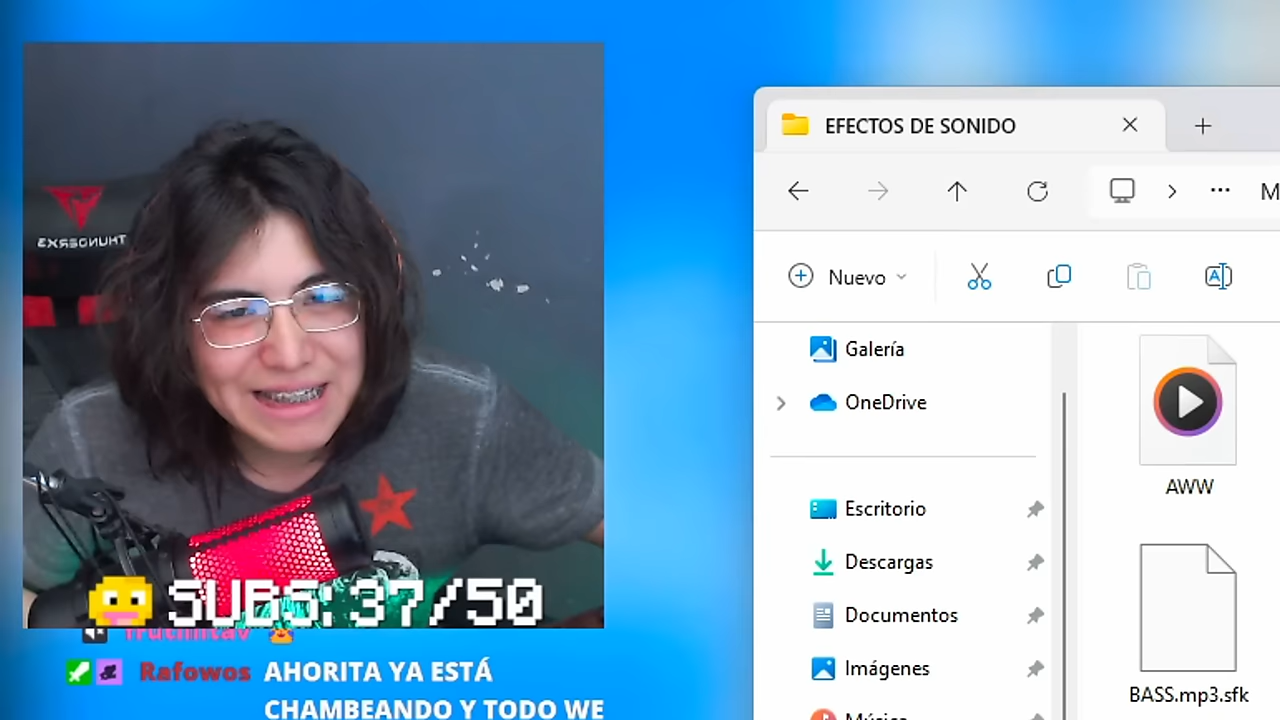 EFECTOS DE SONIDO
M
Nuevo
Galería
OneDrive
Escritorio
Descargas
Documentos
Imágenes
AWW
BASS.mp3.sfk
THUNDERX3
SUBS:37/50
Rafowos AHORITA YA ESTÁ
CHAMBEANDO Y TODO WE